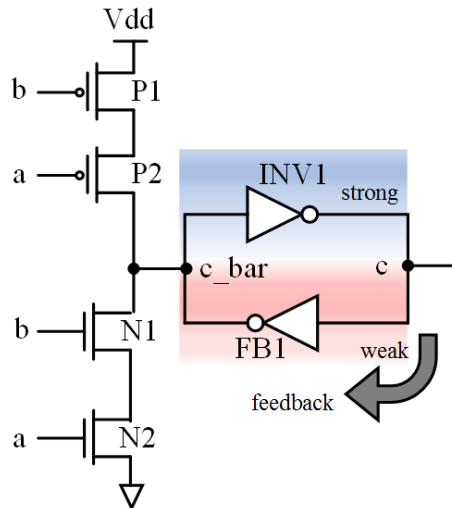 Vdd
b
P1
a
P2
INV1
strong
c_bar
c
b
N1
FB1
weak
feedback
a
N2